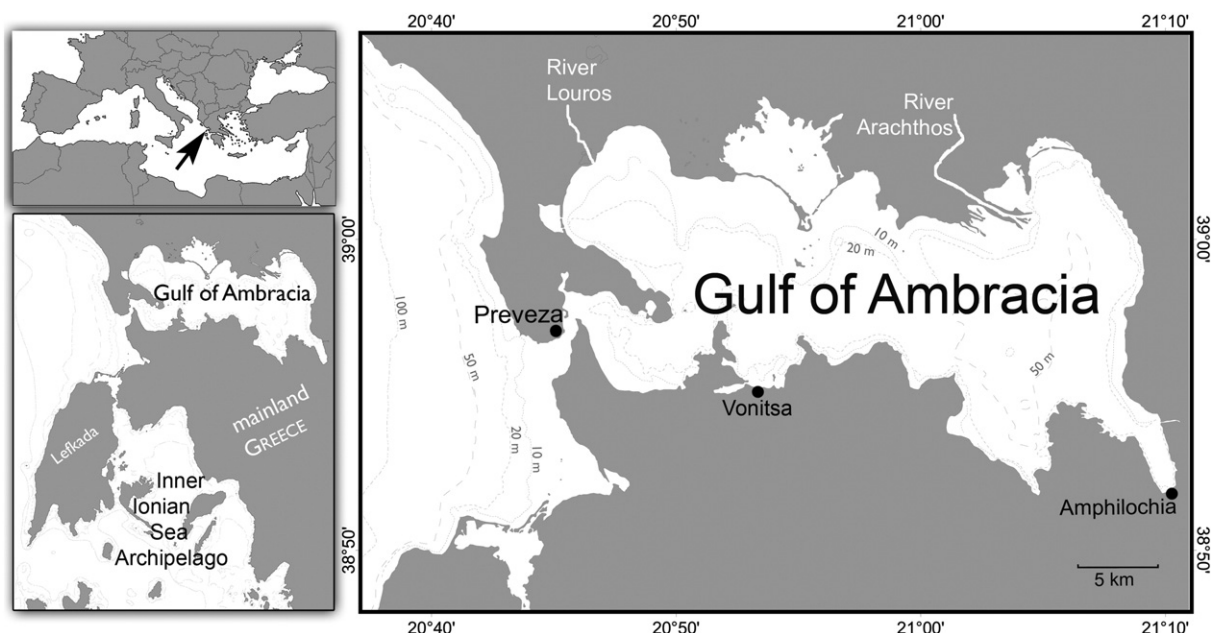 20°40'
20°50'
21°00'
21°10'
River
Louros
River
Arachthos
39°00'
39°00'
10 m
20 m
Gulf of Ambracia
Gulf of Ambracia
100 m
Preveza
50 m
50 m
Vonitsa
mainland
GREECE
Lefkada
20 m
10 m
Inner
Ionian
Sea
Archipelago
Amphilochia
38°50'
38°50'
5 km
20°40'
20°50'
21°00'
21°10'